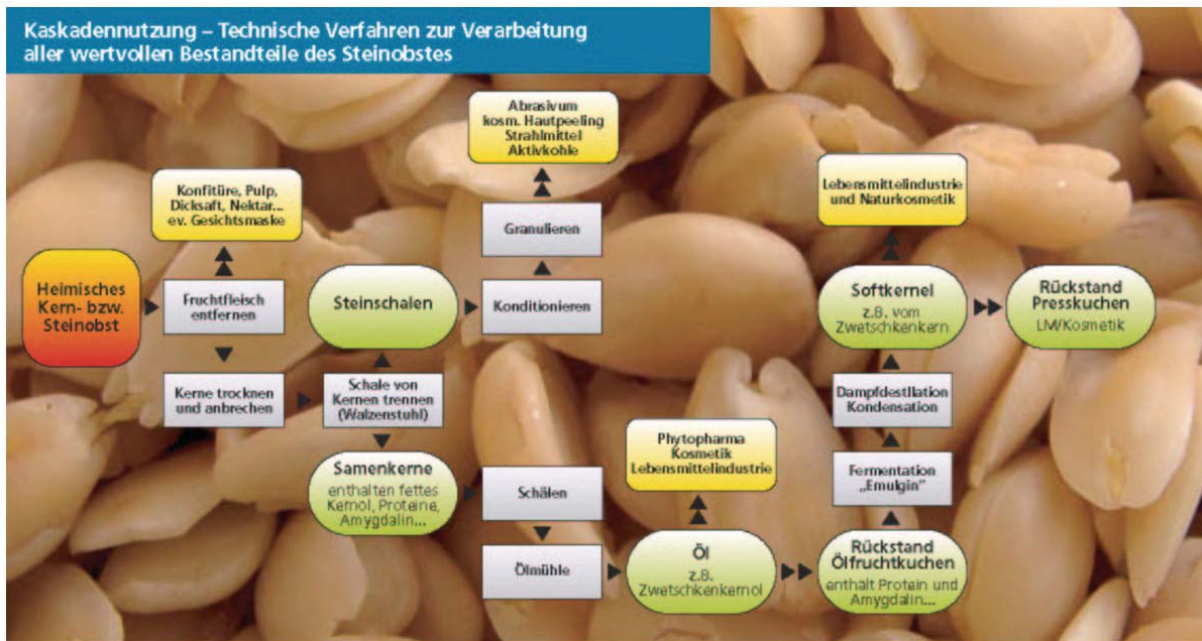 Kaskadennutzung – Technische Verfahren zur Verarbeitung
aller wertvollen Bestandteile des Steinobstes
Heimisches
Kern- bzw.
Steinobst
Konfitüre, Pulp,
Dicksaft, Nektar...
ev. Gesichtsmaske
Fruchtfleisch
entfernen
Kerne trocknen
und anbrechen
Schale von
Kernen trennen
(Walzenstuhl)
Steinschalen
Konditionieren
Granulieren
Abrasivum
kosm. Hautpeeling
Strahlmittel
Aktivkohle
Samenkerne
enthalten fettes
Kernöl, Proteine,
Amygdalin...
Schälen
Ölmühle
Öl
z.B.
Zwetschkenkernöl
Phytopharma
Kosmetik
Lebensmittelindustrie
Rückstand
Ölfruchtkuchen
enthält Protein und
Amygdalin...
Fermentation
„Emulgin"
Dampfdestllation
Kondensation
Softkernel
z.B. vom
Zwetschkenkern
Lebensmittelindustrie
und Naturkosmetik
Rückstand
Presskuchen
LM/Kosmetik